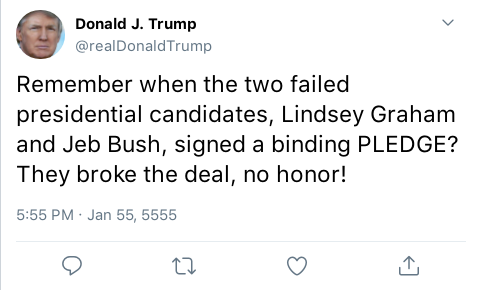 Donald J. Trump
@realDonaldTrump
Remember when the two failed
presidential candidates, Lindsey Graham
and Jeb Bush, signed a binding PLEDGE?
They broke the deal, no honor!
5:55 PM · Jan 55, 5555